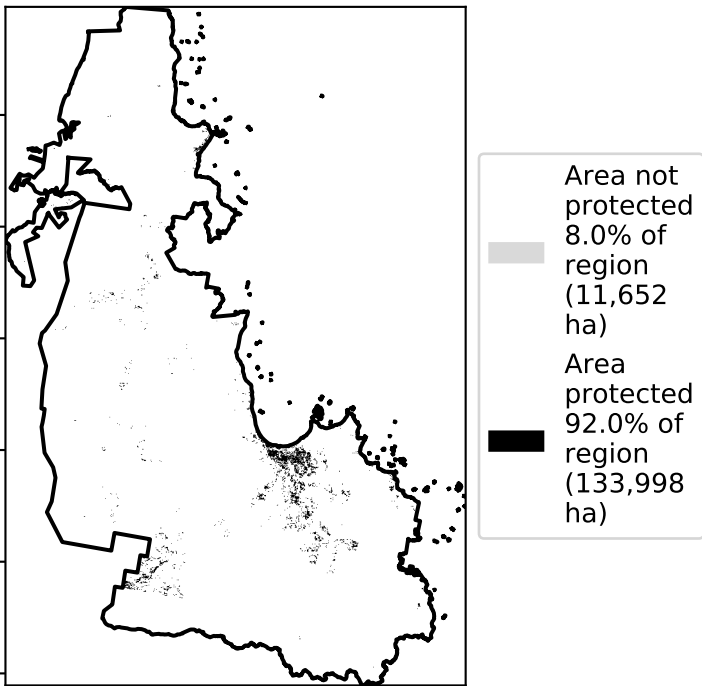 Area not
protected
8.0% of
region
(11,652
ha)
Area
protected
92.0% of
region
(133,998
ha)